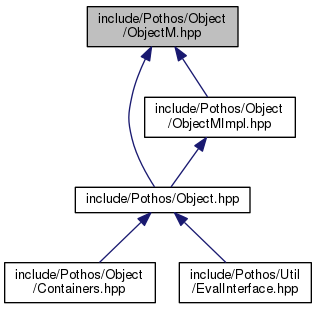 include/Pothos/Object
/ObjectM.hpp
include/Pothos/Object
/ObjectMImpl.hpp
include/Pothos/Object.hpp
include/Pothos/Object
/Containers.hpp
include/Pothos/Util
/EvalInterface.hpp